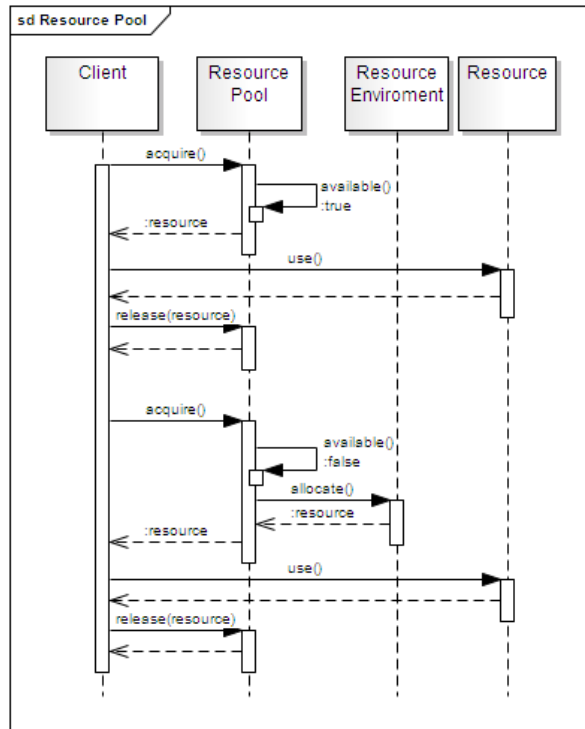 sd Resource Pool
Client
Resource
Pool
Resource
Enviroment
Resource
acquire()
available()
:true
:resource
use()
release(resource)
acquire()
available()
:false
allocate()
:resource
:resource
use()
release(resource)